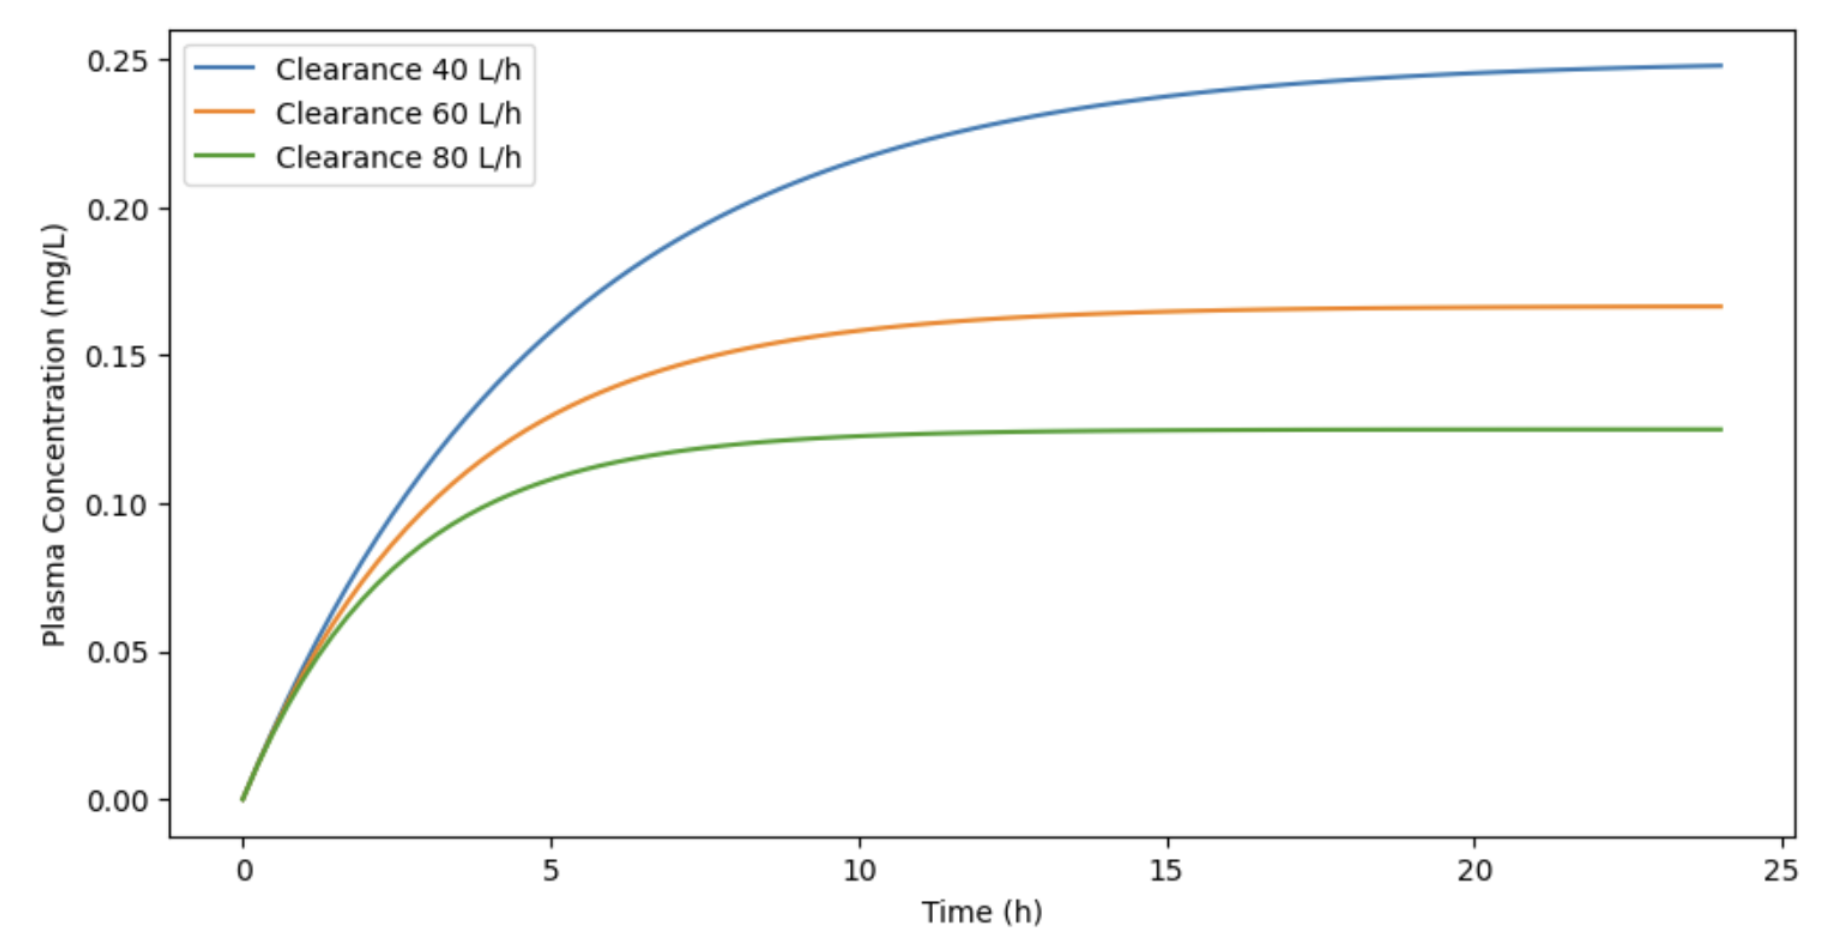 Clearance 40 L/h
Clearance 60 L/h
Clearance 80 L/h
Plasma Concentration (mg/L)
0.25
0.20
0.15
0.10
0.05
0.00
0 5 10 15 20 25
Time (h)